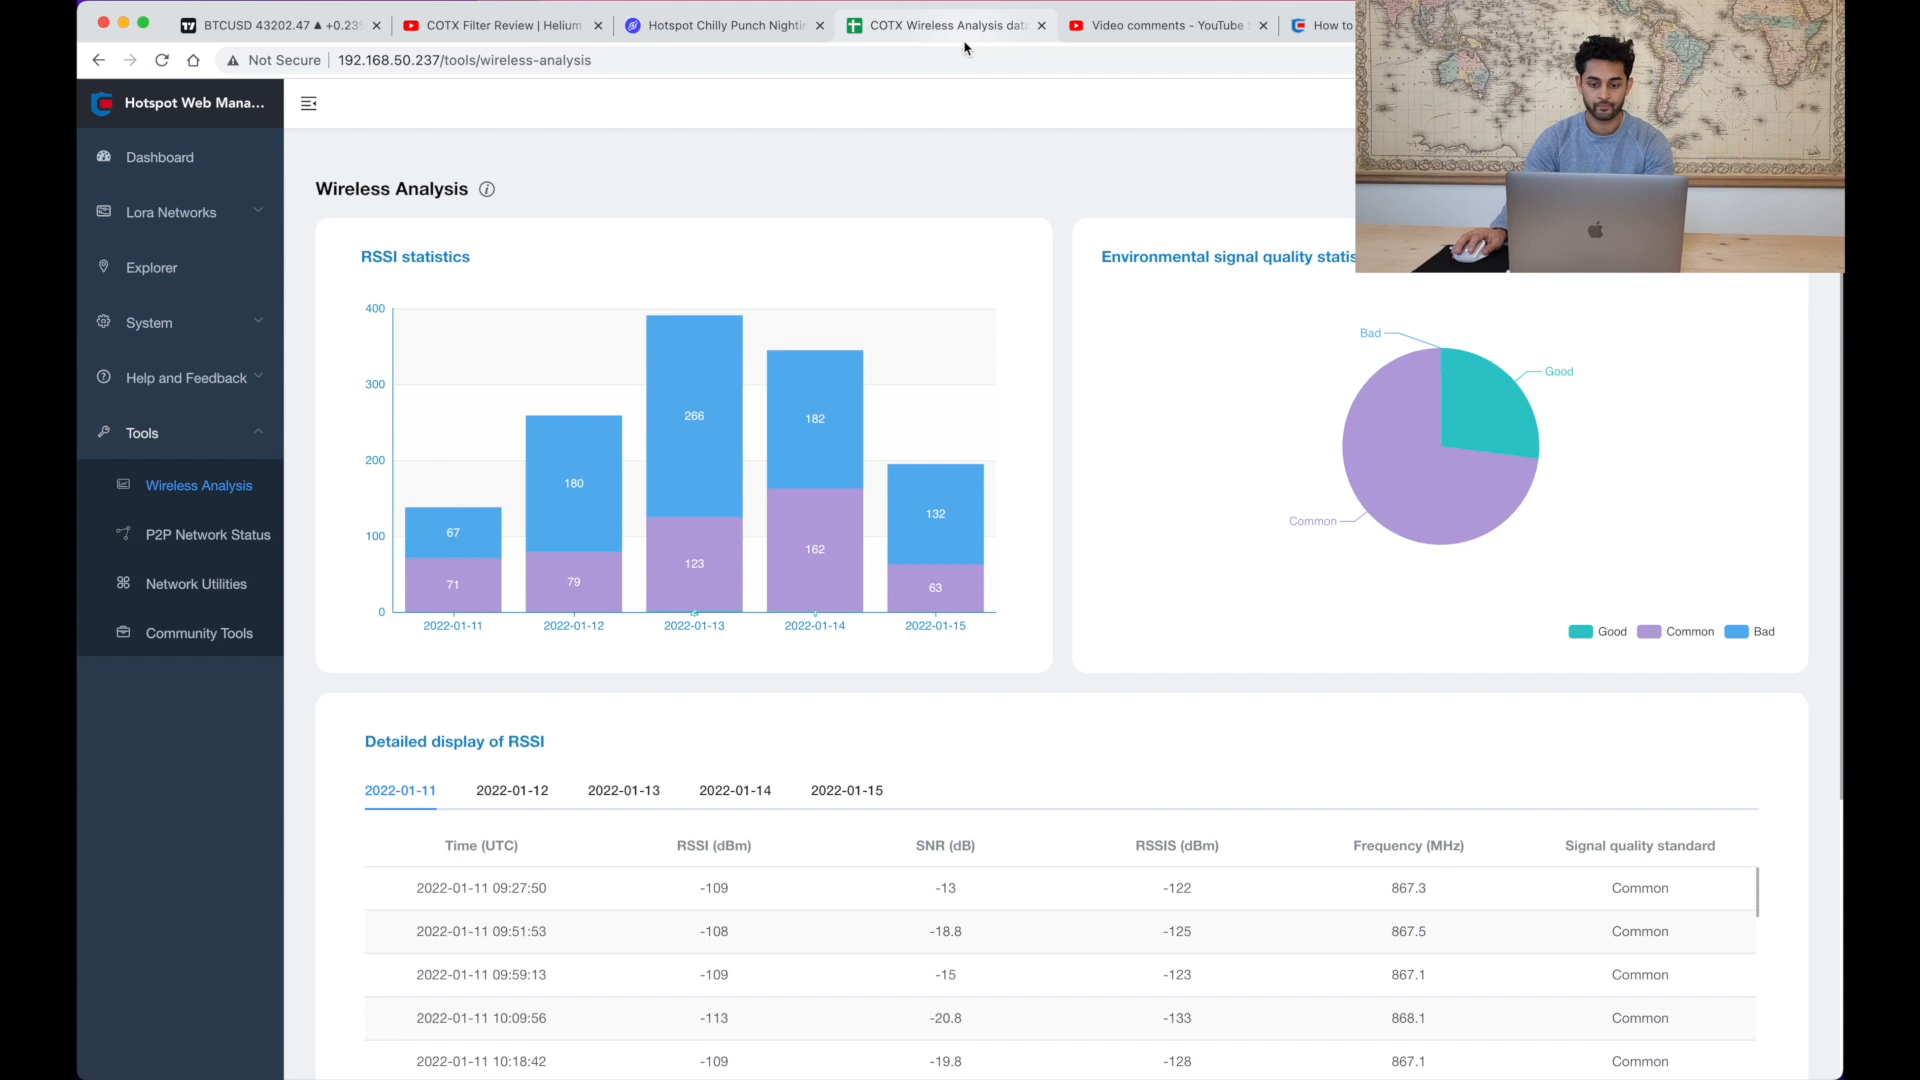 BTCUSD 43202.47 ▲ +0.23%
COTX Filter Review | Helium
Hotspot Chilly Punch Nightin
COTX Wireless Analysis data
Video comments - YouTube
How to
Not Secure
192.168.50.237/tools/wireless-analysis
Hotspot Web Mana...
Dashboard
Lora Networks
Explorer
System
Help and Feedback
Tools
Wireless Analysis
P2P Network Status
Network Utilities
Community Tools
Wireless Analysis
RSSI statistics
400
300
200
100
0
67
71
180
79
266
123
182
162
132
63
2022-01-11 2022-01-12 2022-01-13 2022-01-14 2022-01-15
Environmental signal quality statis
Bad
Good
Common
Good Common Bad
Detailed display of RSSI
2022-01-11 2022-01-12 2022-01-13 2022-01-14 2022-01-15
Time (UTC) RSSI (dBm) SNR (dB) RSSIS (dBm) Frequency (MHz) Signal quality standard
2022-01-11 09:27:50 -109 -13 -122 867.3 Common
2022-01-11 09:51:53 -108 -18.8 -125 867.5 Common
2022-01-11 09:59:13 -109 -15 -123 867.1 Common
2022-01-11 10:09:56 -113 -20.8 -133 868.1 Common
2022-01-11 10:18:42 -109 -19.8 -128 867.1 Common